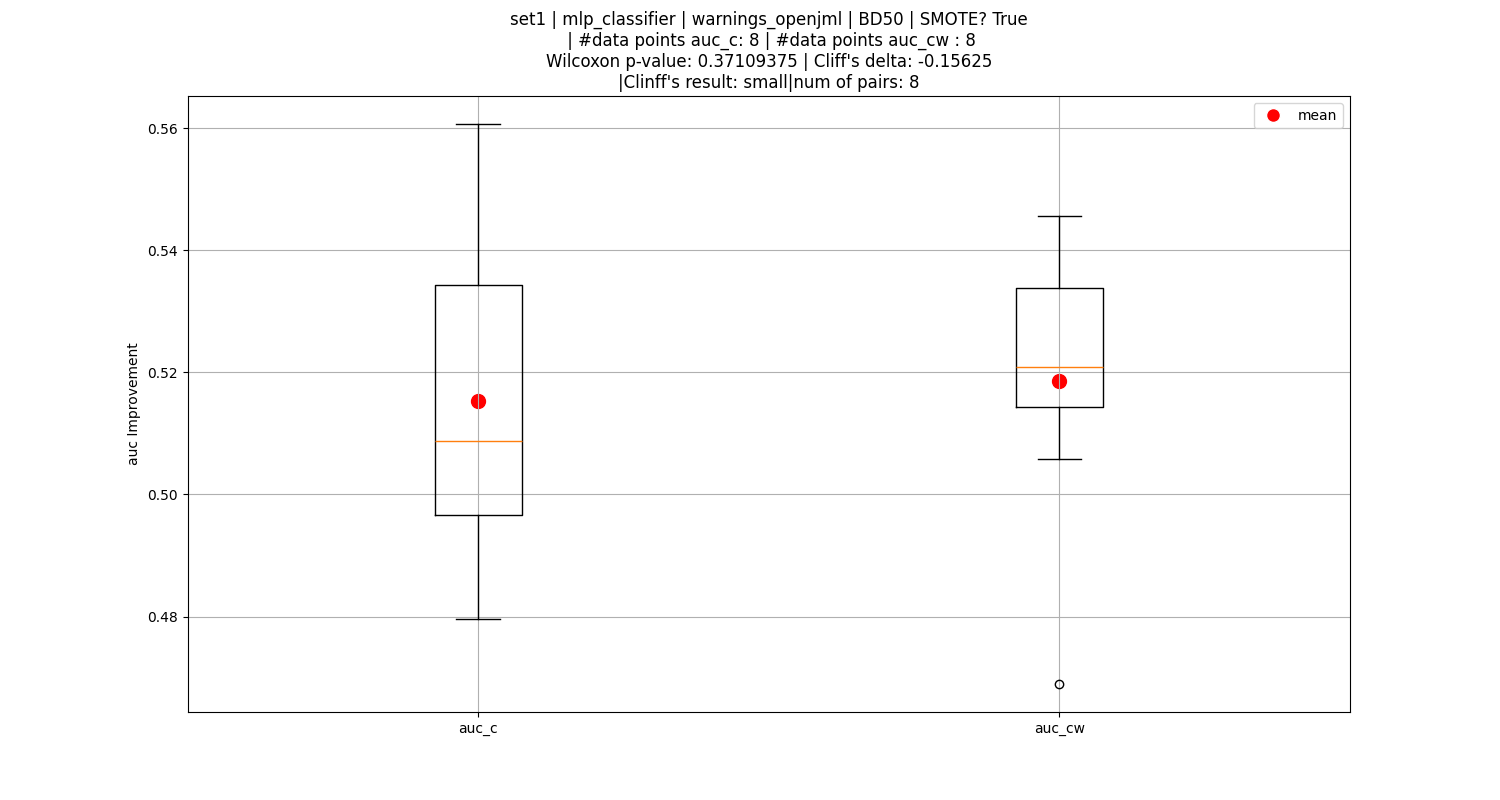 set1 | mlp_classifier | warnings_openjml | BD50 | SMOTE? True
| #data points auc_c: 8 | #data points auc_cw : 8
Wilcoxon p-value: 0.37109375 | Cliff's delta: -0.15625
|Clinff's result: small|num of pairs: 8
mean
0.56
0.54
0.52
0.50
0.48
auc Improvement
auc_c
auc_cw